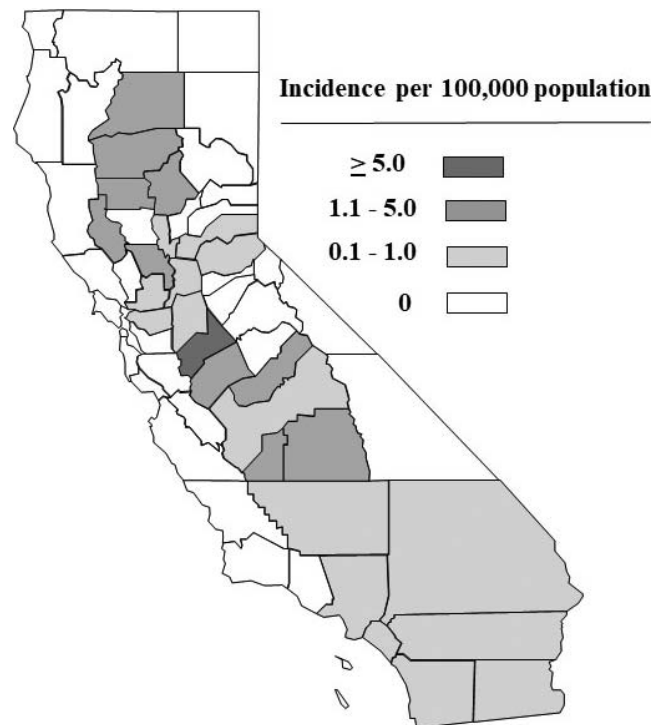 Incidence per 100,000 population
≥ 5.0
1.1 - 5.0
0.1 - 1.0
0